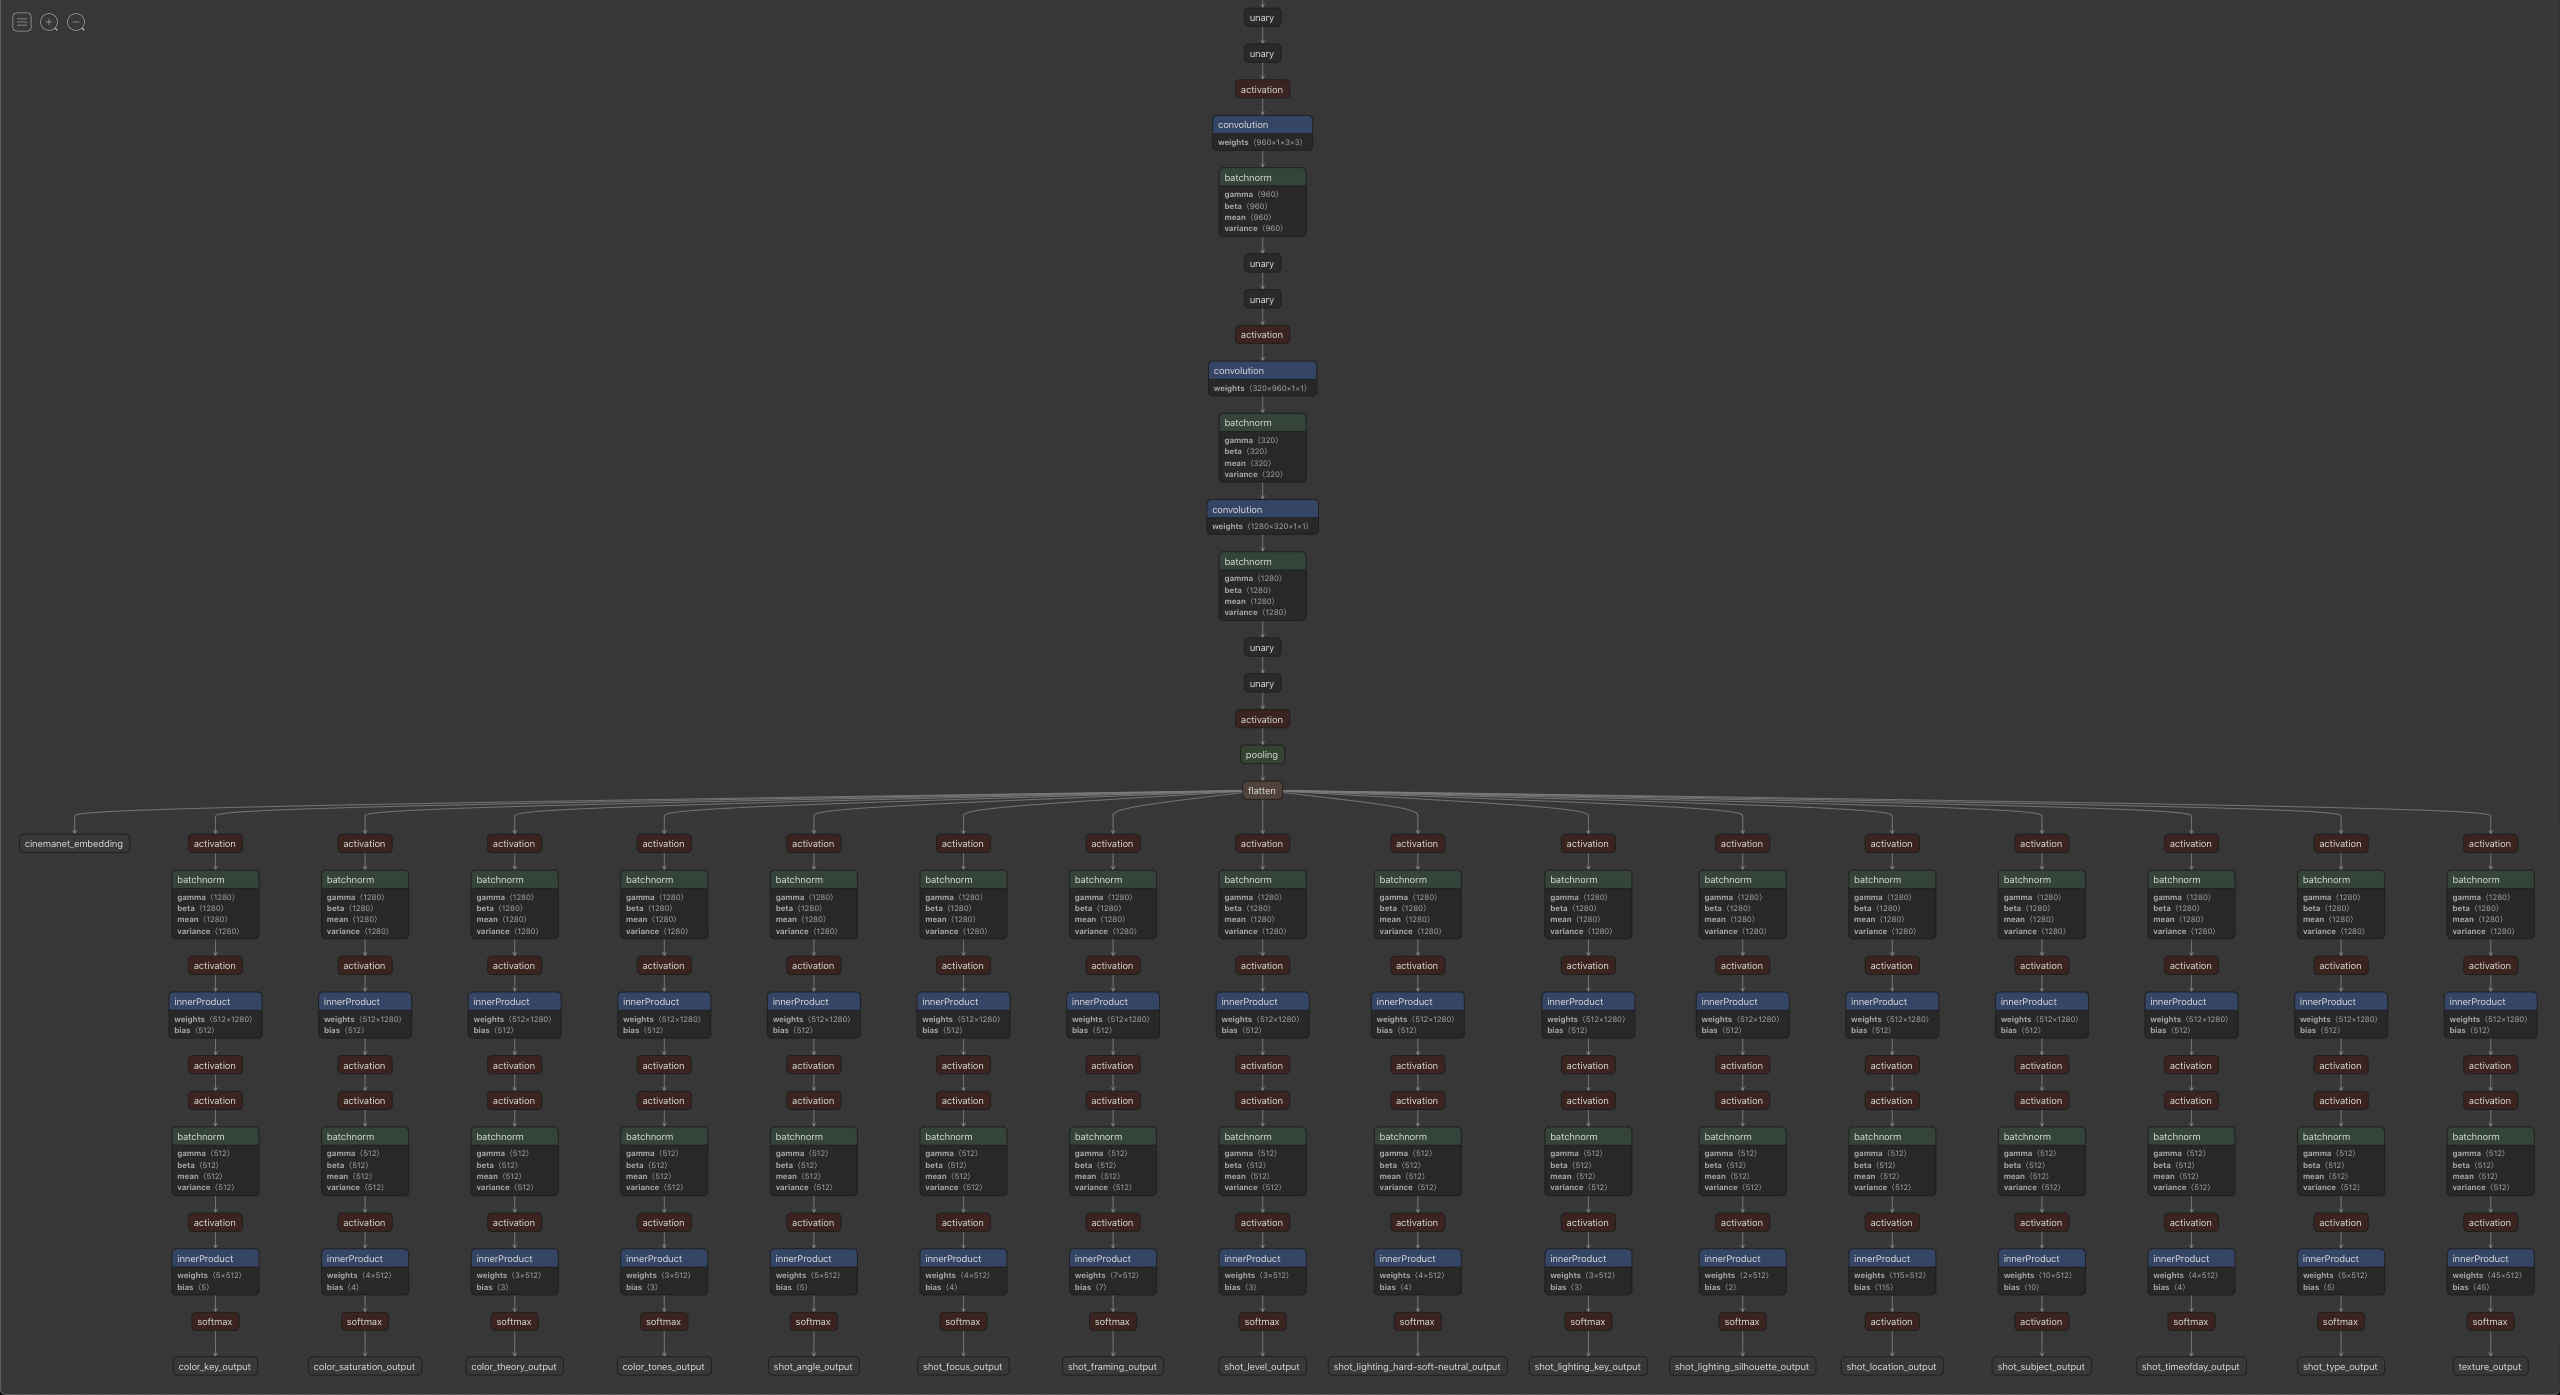 unary
unary
activation
convolution
weights ⟨960×1×3×3⟩
batchnorm
gamma ⟨960⟩
beta ⟨960⟩
mean ⟨960⟩
variance ⟨960⟩
unary
unary
activation
convolution
weights ⟨320×960×1×1⟩
batchnorm
gamma ⟨320⟩
beta ⟨320⟩
mean ⟨320⟩
variance ⟨320⟩
convolution
weights ⟨1280×320×1×1⟩
batchnorm
gamma ⟨1280⟩
beta ⟨1280⟩
mean ⟨1280⟩
variance ⟨1280⟩
unary
unary
activation
pooling
flatten
cinemanet_embedding activation activation activation activation activation activation activation activation activation activation activation activation activation activation activation activation
batchnorm batchnorm batchnorm batchnorm batchnorm batchnorm batchnorm batchnorm batchnorm batchnorm batchnorm batchnorm batchnorm batchnorm batchnorm batchnorm
gamma ⟨1280⟩ gamma ⟨1280⟩ gamma ⟨1280⟩ gamma ⟨1280⟩ gamma ⟨1280⟩ gamma ⟨1280⟩ gamma ⟨1280⟩ gamma ⟨1280⟩ gamma ⟨1280⟩ gamma ⟨1280⟩ gamma ⟨1280⟩ gamma ⟨1280⟩ gamma ⟨1280⟩ gamma ⟨1280⟩ gamma ⟨1280⟩ gamma ⟨1280⟩
beta ⟨1280⟩ beta ⟨1280⟩ beta ⟨1280⟩ beta ⟨1280⟩ beta ⟨1280⟩ beta ⟨1280⟩ beta ⟨1280⟩ beta ⟨1280⟩ beta ⟨1280⟩ beta ⟨1280⟩ beta ⟨1280⟩ beta ⟨1280⟩ beta ⟨1280⟩ beta ⟨1280⟩ beta ⟨1280⟩ beta ⟨1280⟩
mean ⟨1280⟩ mean ⟨1280⟩ mean ⟨1280⟩ mean ⟨1280⟩ mean ⟨1280⟩ mean ⟨1280⟩ mean ⟨1280⟩ mean ⟨1280⟩ mean ⟨1280⟩ mean ⟨1280⟩ mean ⟨1280⟩ mean ⟨1280⟩ mean ⟨1280⟩ mean ⟨1280⟩ mean ⟨1280⟩ mean ⟨1280⟩
variance ⟨1280⟩ variance ⟨1280⟩ variance ⟨1280⟩ variance ⟨1280⟩ variance ⟨1280⟩ variance ⟨1280⟩ variance ⟨1280⟩ variance ⟨1280⟩ variance ⟨1280⟩ variance ⟨1280⟩ variance ⟨1280⟩ variance ⟨1280⟩ variance ⟨1280⟩ variance ⟨1280⟩ variance ⟨1280⟩ variance ⟨1280⟩
activation activation activation activation activation activation activation activation activation activation activation activation activation activation activation activation
innerProduct innerProduct innerProduct innerProduct innerProduct innerProduct innerProduct innerProduct innerProduct innerProduct innerProduct innerProduct innerProduct innerProduct innerProduct innerProduct
weights ⟨512×1280⟩ weights ⟨512×1280⟩ weights ⟨512×1280⟩ weights ⟨512×1280⟩ weights ⟨512×1280⟩ weights ⟨512×1280⟩ weights ⟨512×1280⟩ weights ⟨512×1280⟩ weights ⟨512×1280⟩ weights ⟨512×1280⟩ weights ⟨512×1280⟩ weights ⟨512×1280⟩ weights ⟨512×1280⟩ weights ⟨512×1280⟩ weights ⟨512×1280⟩ weights ⟨512×1280⟩
bias ⟨512⟩ bias ⟨512⟩ bias ⟨512⟩ bias ⟨512⟩ bias ⟨512⟩ bias ⟨512⟩ bias ⟨512⟩ bias ⟨512⟩ bias ⟨512⟩ bias ⟨512⟩ bias ⟨512⟩ bias ⟨512⟩ bias ⟨512⟩ bias ⟨512⟩ bias ⟨512⟩ bias ⟨512⟩
activation activation activation activation activation activation activation activation activation activation activation activation activation activation activation activation
activation activation activation activation activation activation activation activation activation activation activation activation activation activation activation activation
batchnorm batchnorm batchnorm batchnorm batchnorm batchnorm batchnorm batchnorm batchnorm batchnorm batchnorm batchnorm batchnorm batchnorm batchnorm batchnorm
gamma ⟨512⟩ gamma ⟨512⟩ gamma ⟨512⟩ gamma ⟨512⟩ gamma ⟨512⟩ gamma ⟨512⟩ gamma ⟨512⟩ gamma ⟨512⟩ gamma ⟨512⟩ gamma ⟨512⟩ gamma ⟨512⟩ gamma ⟨512⟩ gamma ⟨512⟩ gamma ⟨512⟩ gamma ⟨512⟩ gamma ⟨512⟩
beta ⟨512⟩ beta ⟨512⟩ beta ⟨512⟩ beta ⟨512⟩ beta ⟨512⟩ beta ⟨512⟩ beta ⟨512⟩ beta ⟨512⟩ beta ⟨512⟩ beta ⟨512⟩ beta ⟨512⟩ beta ⟨512⟩ beta ⟨512⟩ beta ⟨512⟩ beta ⟨512⟩ beta ⟨512⟩
mean ⟨512⟩ mean ⟨512⟩ mean ⟨512⟩ mean ⟨512⟩ mean ⟨512⟩ mean ⟨512⟩ mean ⟨512⟩ mean ⟨512⟩ mean ⟨512⟩ mean ⟨512⟩ mean ⟨512⟩ mean ⟨512⟩ mean ⟨512⟩ mean ⟨512⟩ mean ⟨512⟩ mean ⟨512⟩
variance ⟨512⟩ variance ⟨512⟩ variance ⟨512⟩ variance ⟨512⟩ variance ⟨512⟩ variance ⟨512⟩ variance ⟨512⟩ variance ⟨512⟩ variance ⟨512⟩ variance ⟨512⟩ variance ⟨512⟩ variance ⟨512⟩ variance ⟨512⟩ variance ⟨512⟩ variance ⟨512⟩ variance ⟨512⟩
activation activation activation activation activation activation activation activation activation activation activation activation activation activation activation activation
innerProduct innerProduct innerProduct innerProduct innerProduct innerProduct innerProduct innerProduct innerProduct innerProduct innerProduct innerProduct innerProduct innerProduct innerProduct innerProduct
weights ⟨5×512⟩ weights ⟨4×512⟩ weights ⟨3×512⟩ weights ⟨3×512⟩ weights ⟨5×512⟩ weights ⟨4×512⟩ weights ⟨7×512⟩ weights ⟨3×512⟩ weights ⟨4×512⟩ weights ⟨3×512⟩ weights ⟨2×512⟩ weights ⟨115×512⟩ weights ⟨10×512⟩ weights ⟨4×512⟩ weights ⟨5×512⟩ weights ⟨45×512⟩
bias ⟨5⟩ bias ⟨4⟩ bias ⟨3⟩ bias ⟨3⟩ bias ⟨5⟩ bias ⟨4⟩ bias ⟨7⟩ bias ⟨3⟩ bias ⟨4⟩ bias ⟨3⟩ bias ⟨2⟩ bias ⟨115⟩ bias ⟨10⟩ bias ⟨4⟩ bias ⟨5⟩ bias ⟨45⟩
softmax softmax softmax softmax softmax softmax softmax softmax softmax softmax softmax activation activation softmax softmax softmax
color_key_output color_saturation_output color_theory_output color_tones_output shot_angle_output shot_focus_output shot_framing_output shot_level_output shot_lighting_hard-soft-neutral_output shot_lighting_key_output shot_lighting_silhouette_output shot_location_output shot_subject_output shot_timeofday_output shot_type_output texture_output